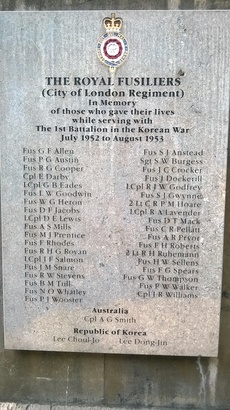 THE ROYAL FUSILIERS
(City of London Regiment)
In Memory
of those who gave their lives
while serving with
The 1st Battalion in the Korean War
July 1952 to August 1953
Fus G F Allen
Fus P G Austin
Fus R G Cooper
Cpl E Darby
LCpl G B Eades
Fus L W Goodwin
Fus W G Heron
Fus D F Jacobs
LCpl D E Lewis
Fus A S Mills
Fus M J Prentice
Fus F Rhodes
Fus R H G Royan
LCpl J F Salmon
Fus J M Snare
Fus R W Stevens
Fus B M Tull
Fus N O Whatley
Fus P J Wooster
Fus S J Anstead
Sgt S W Burgess
Fus J C Crocker
Fus J Dockerill
LCpl R J W Godfrey
Fus S J Gwynne
2 Lt C R P M Hoare
LCpl R A Lavender
Fus D T Mack
Fus C R Pellatt
Fus A R Pryor
Fus E H Roberts
2 Lt B H Ruhemann
Fus H W Sellens
Fus F G Spears
Fus G W Thompson
Fus P W Walker
Cpl J R Williams
Australia
Cpl A G Smith
Republic of Korea
Lee Choul-Jo Lee Dong-Jin